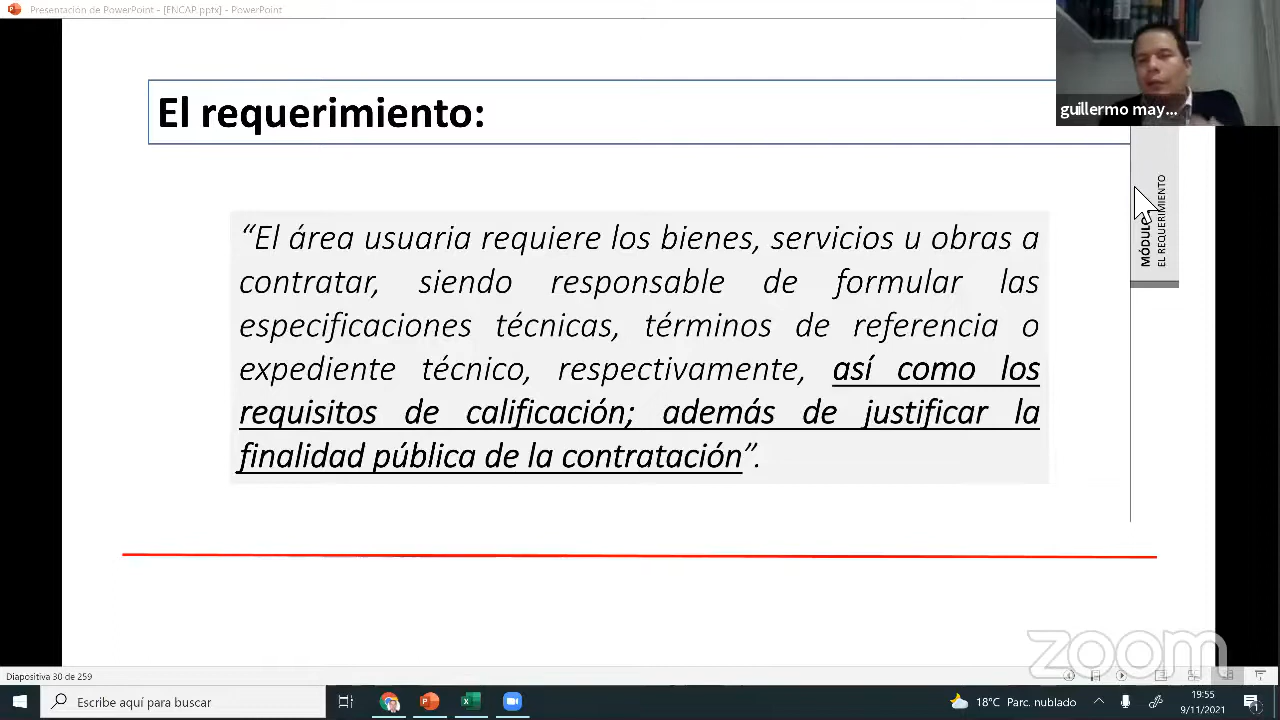 Presentación de PowerPoint - [ENCAP.pptx] - PowerPoint
El requerimiento:
guillermo may...
MÓDULO
EL REQUERIMIENTO
“El área usuaria requiere los bienes, servicios u obras a
contratar, siendo responsable de formular las
especificaciones técnicas, términos de referencia o
expediente técnico, respectivamente, así como los
requisitos de calificación; además de justificar la
finalidad pública de la contratación”.
zoom
Diapositiva 30 de 259
Escribe aquí para buscar
18°C Parc. nublado
19:55
9/11/2021